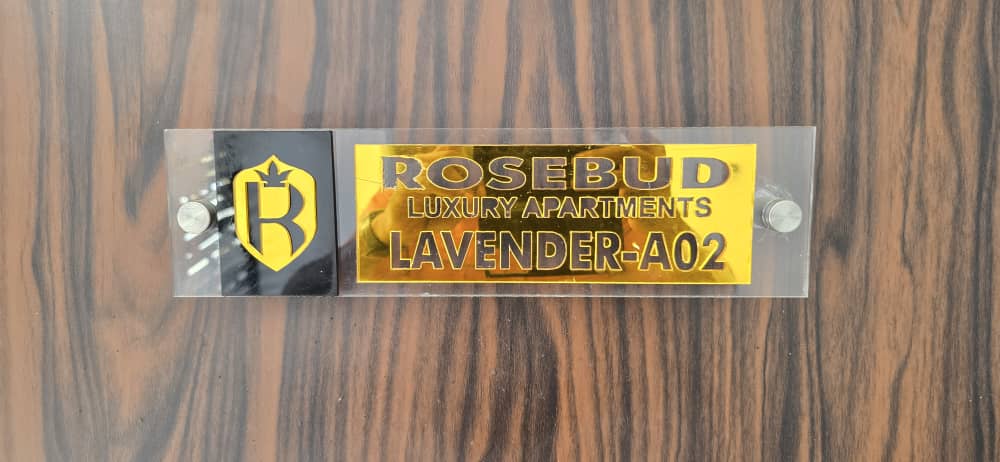 R
ROSEBUD
LUXURY APARTMENTS
LAVENDER-A02